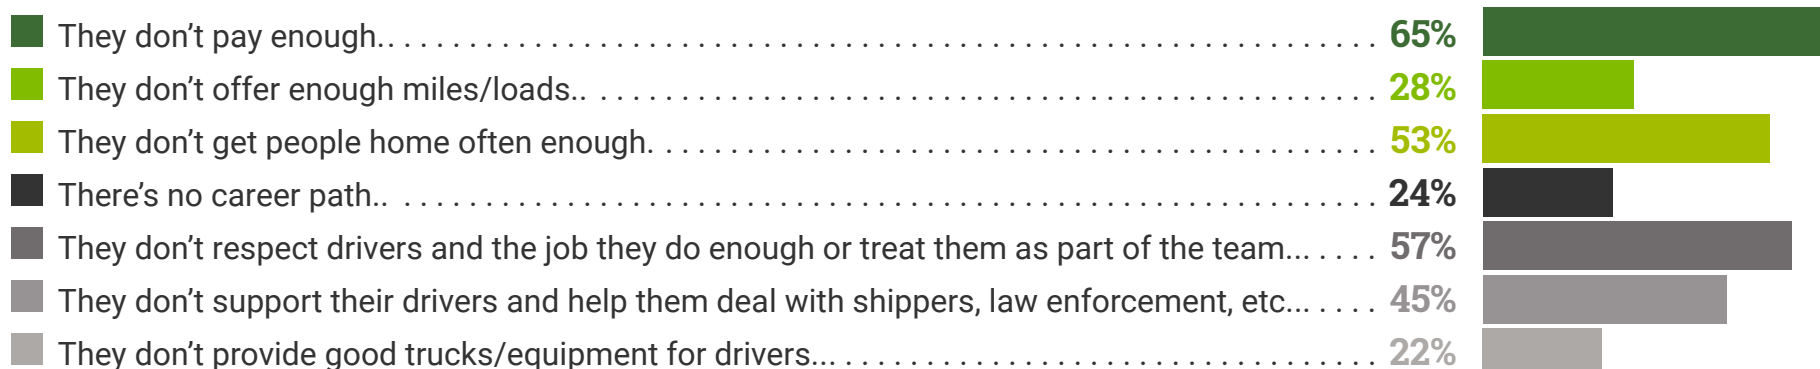 They don’t pay enough.. . . . . . . . . . . . . . . . . . . . . . . . . . . . . . . . . . . . . . . . . . . . . . . . . . . . . . . . . . . . . 65%
They don’t offer enough miles/loads.. . . . . . . . . . . . . . . . . . . . . . . . . . . . . . . . . . . . . . . . . . . . . . . . . 28%
They don’t get people home often enough. . . . . . . . . . . . . . . . . . . . . . . . . . . . . . . . . . . . . . . . . . . . . 53%
There’s no career path.. . . . . . . . . . . . . . . . . . . . . . . . . . . . . . . . . . . . . . . . . . . . . . . . . . . . . . . . . . . . . 24%
They don’t respect drivers and the job they do enough or treat them as part of the team... . . . . 57%
They don’t support their drivers and help them deal with shippers, law enforcement, etc... . . . . 45%
They don’t provide good trucks/equipment for drivers... . . . . . . . . . . . . . . . . . . . . . . . . . . . . . . . . . . 22%